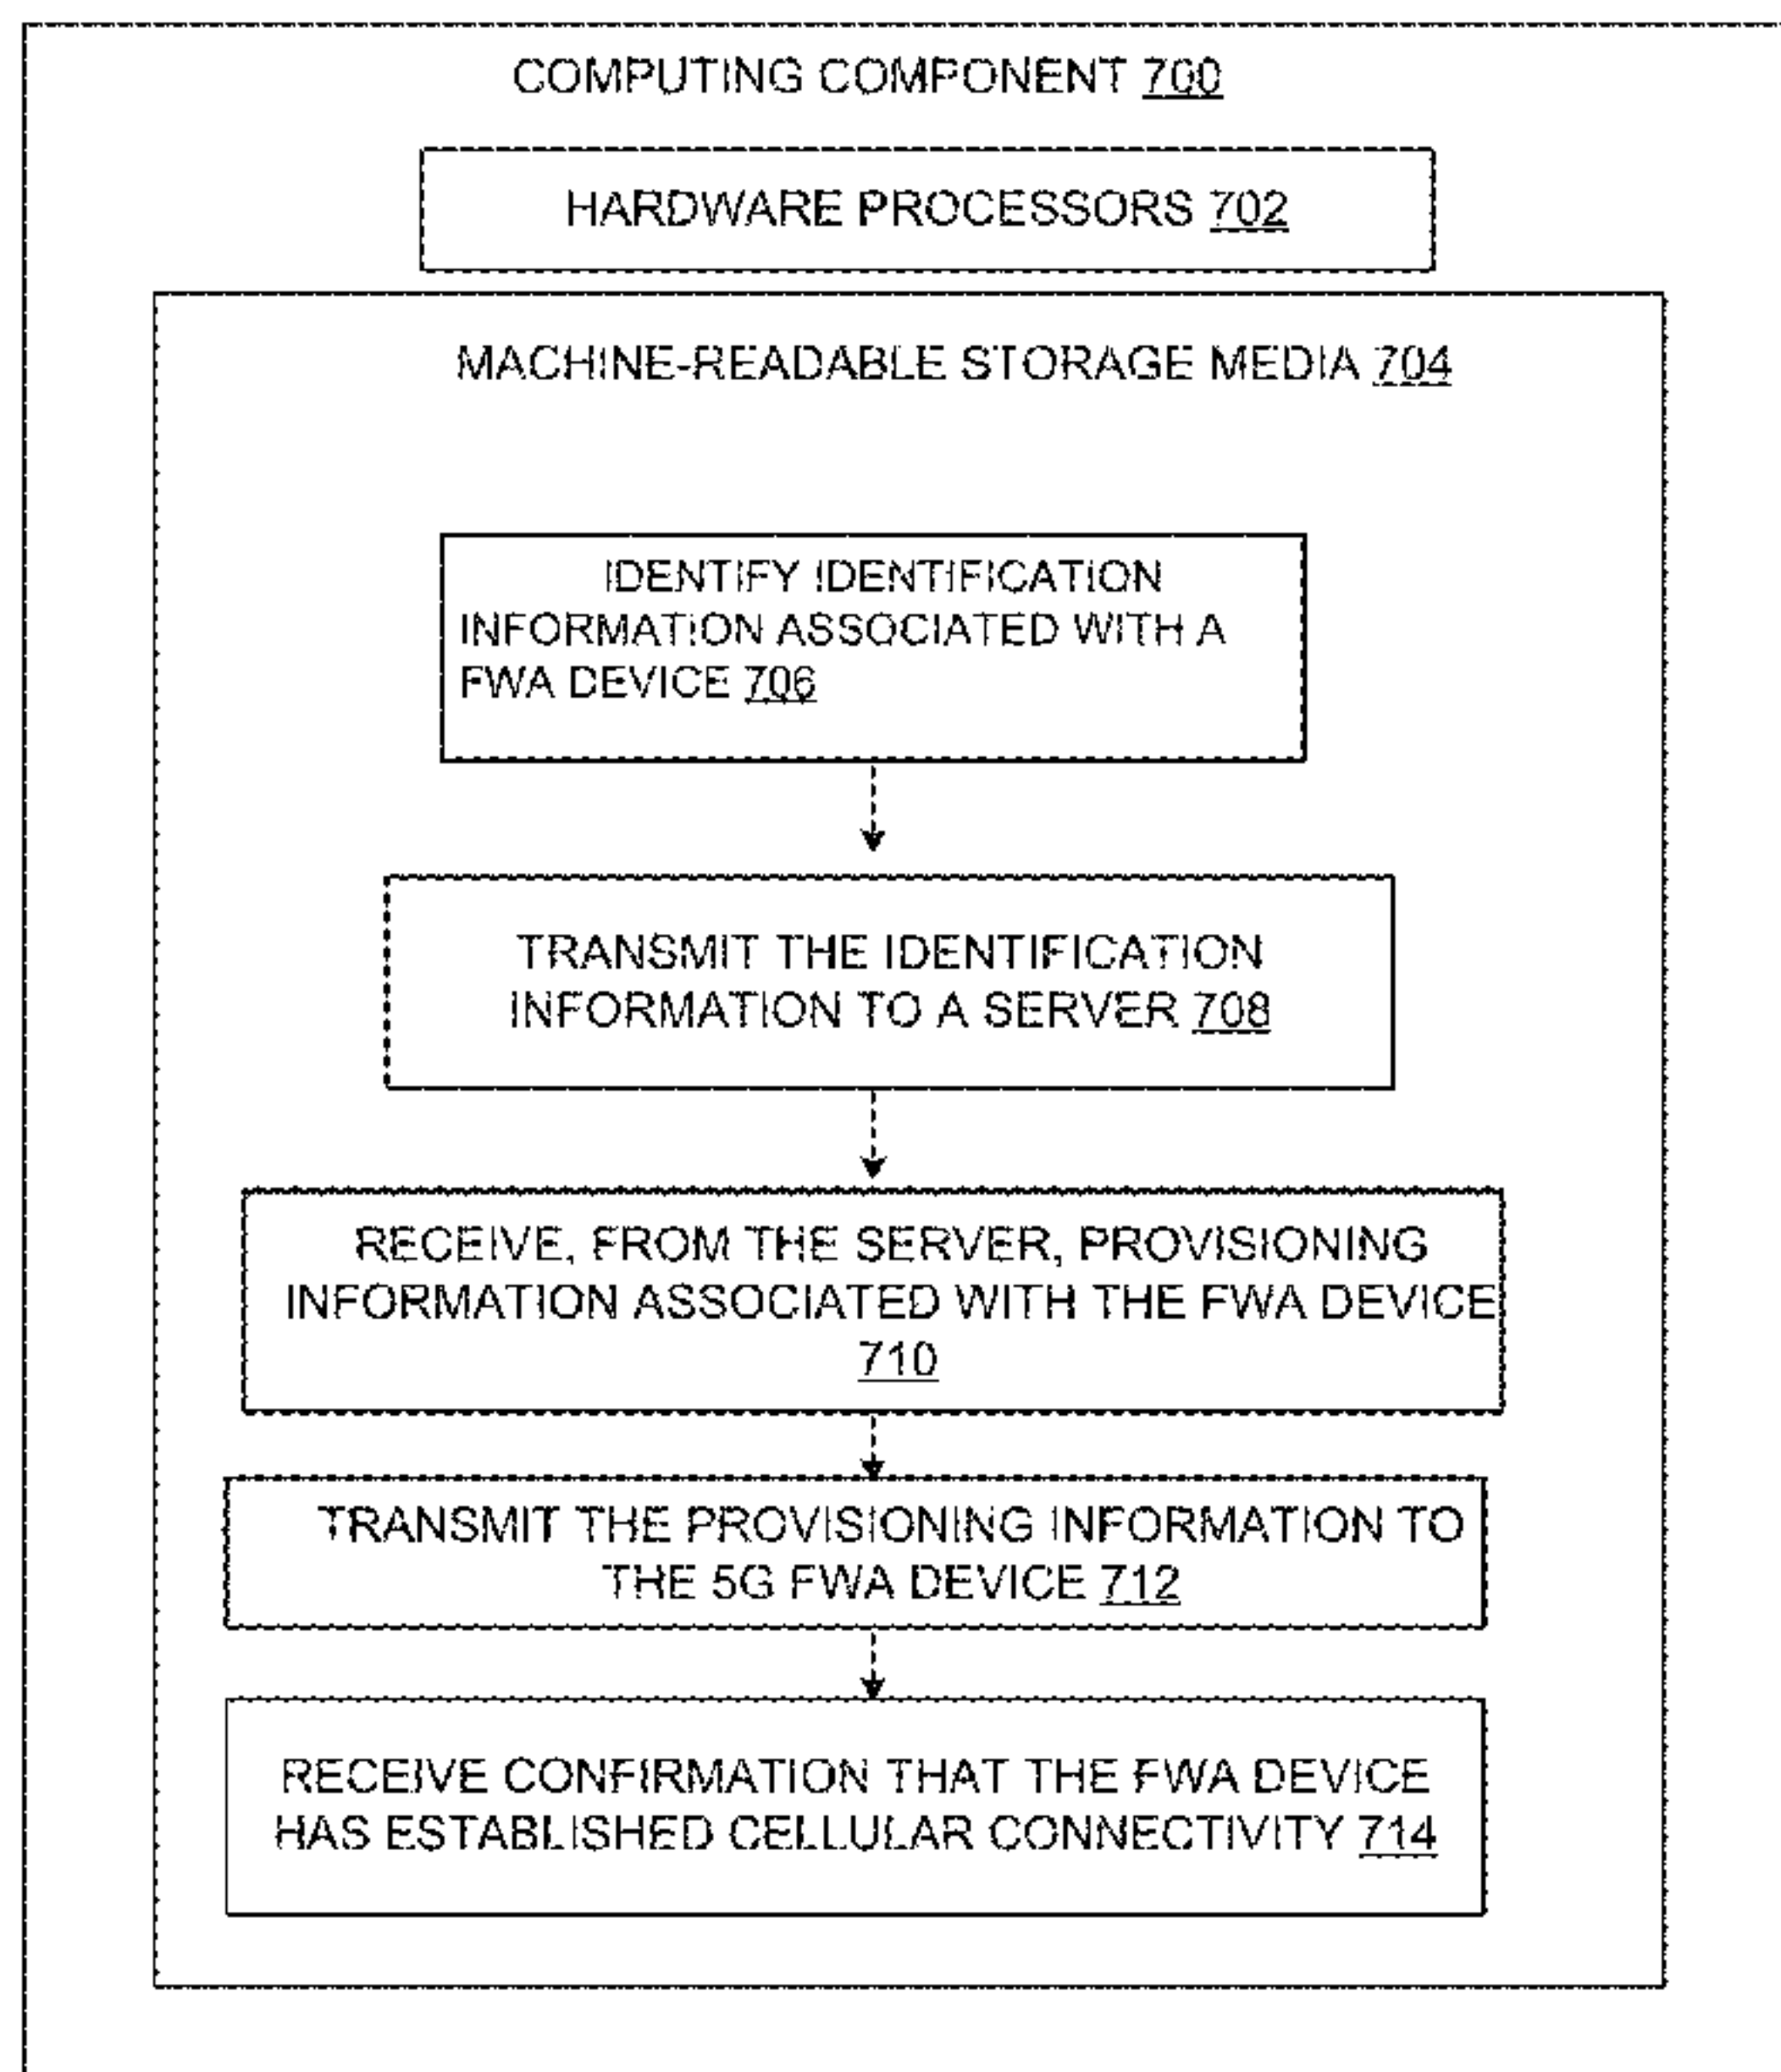 COMPUTING COMPONENT 700
HARDWARE PROCESSORS 702
MACHINE-READABLE STORAGE MEDIA 704
IDENTIFY IDENTIFICATION
INFORMATION ASSOCIATED WITH A
FWA DEVICE 706
TRANSMIT THE IDENTIFICATION
INFORMATION TO A SERVER 708
RECEIVE, FROM THE SERVER, PROVISIONING
INFORMATION ASSOCIATED WITH THE FWA DEVICE
710
TRANSMIT THE PROVISIONING INFORMATION TO
THE 5G FWA DEVICE 712
RECEIVE CONFIRMATION THAT THE FWA DEVICE
HAS ESTABLISHED CELLULAR CONNECTIVITY 714